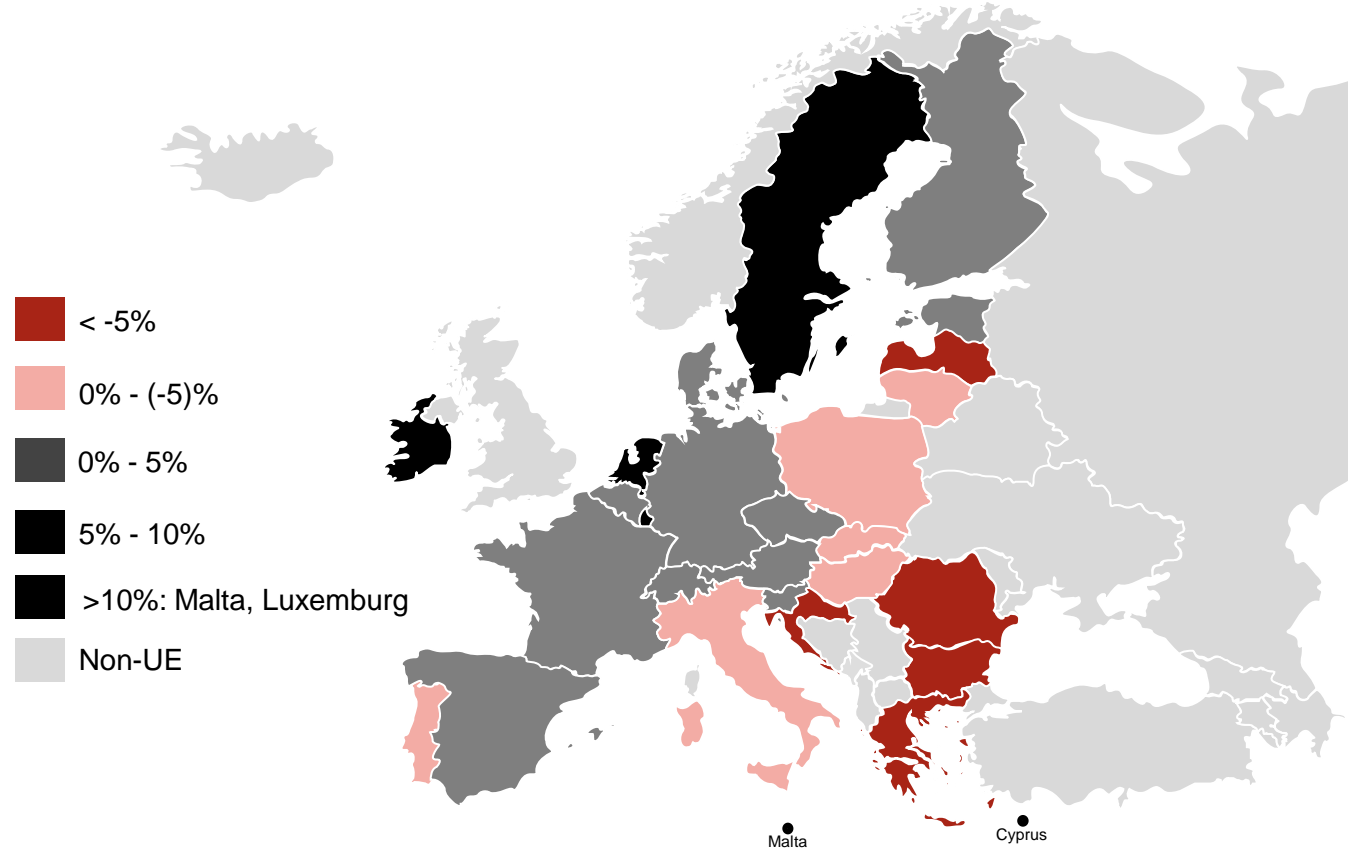 < -5%
0% - (-5)%
0% - 5%
5% - 10%
>10%: Malta, Luxemburg
Non-UE
Malta
Cyprus